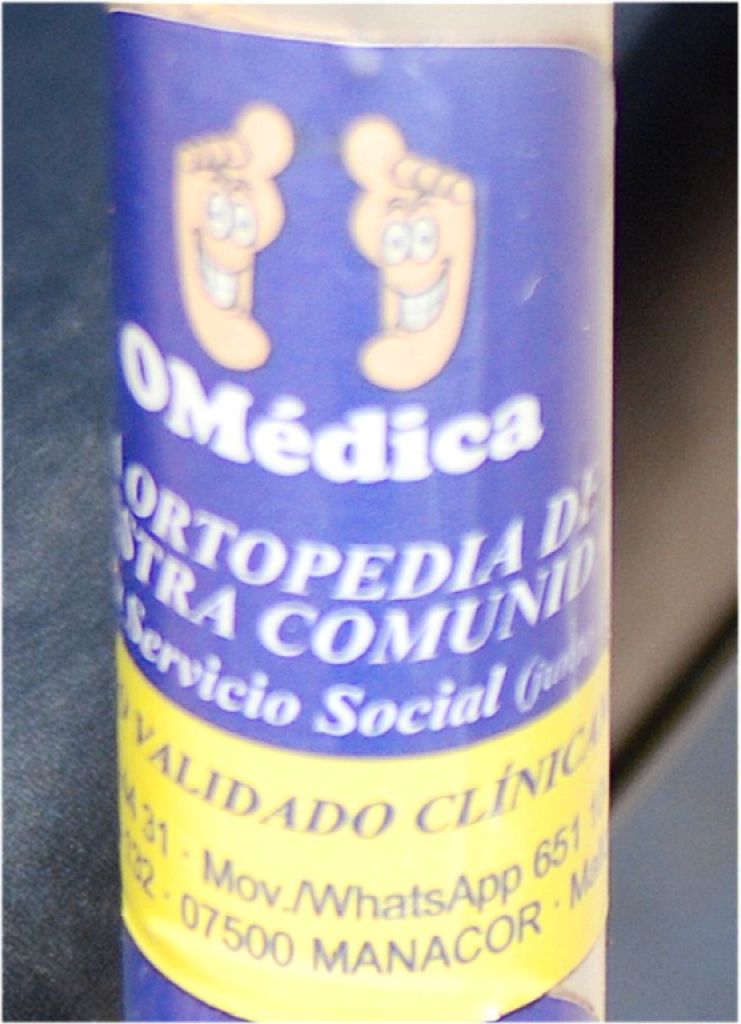 OMédica
ORTOPEDIA DE
STRA COMUNID
Servicio Social
VALIDADO CLÍNICA
31 · Mov./WhatsApp 651
· 07500 MANACOR ·